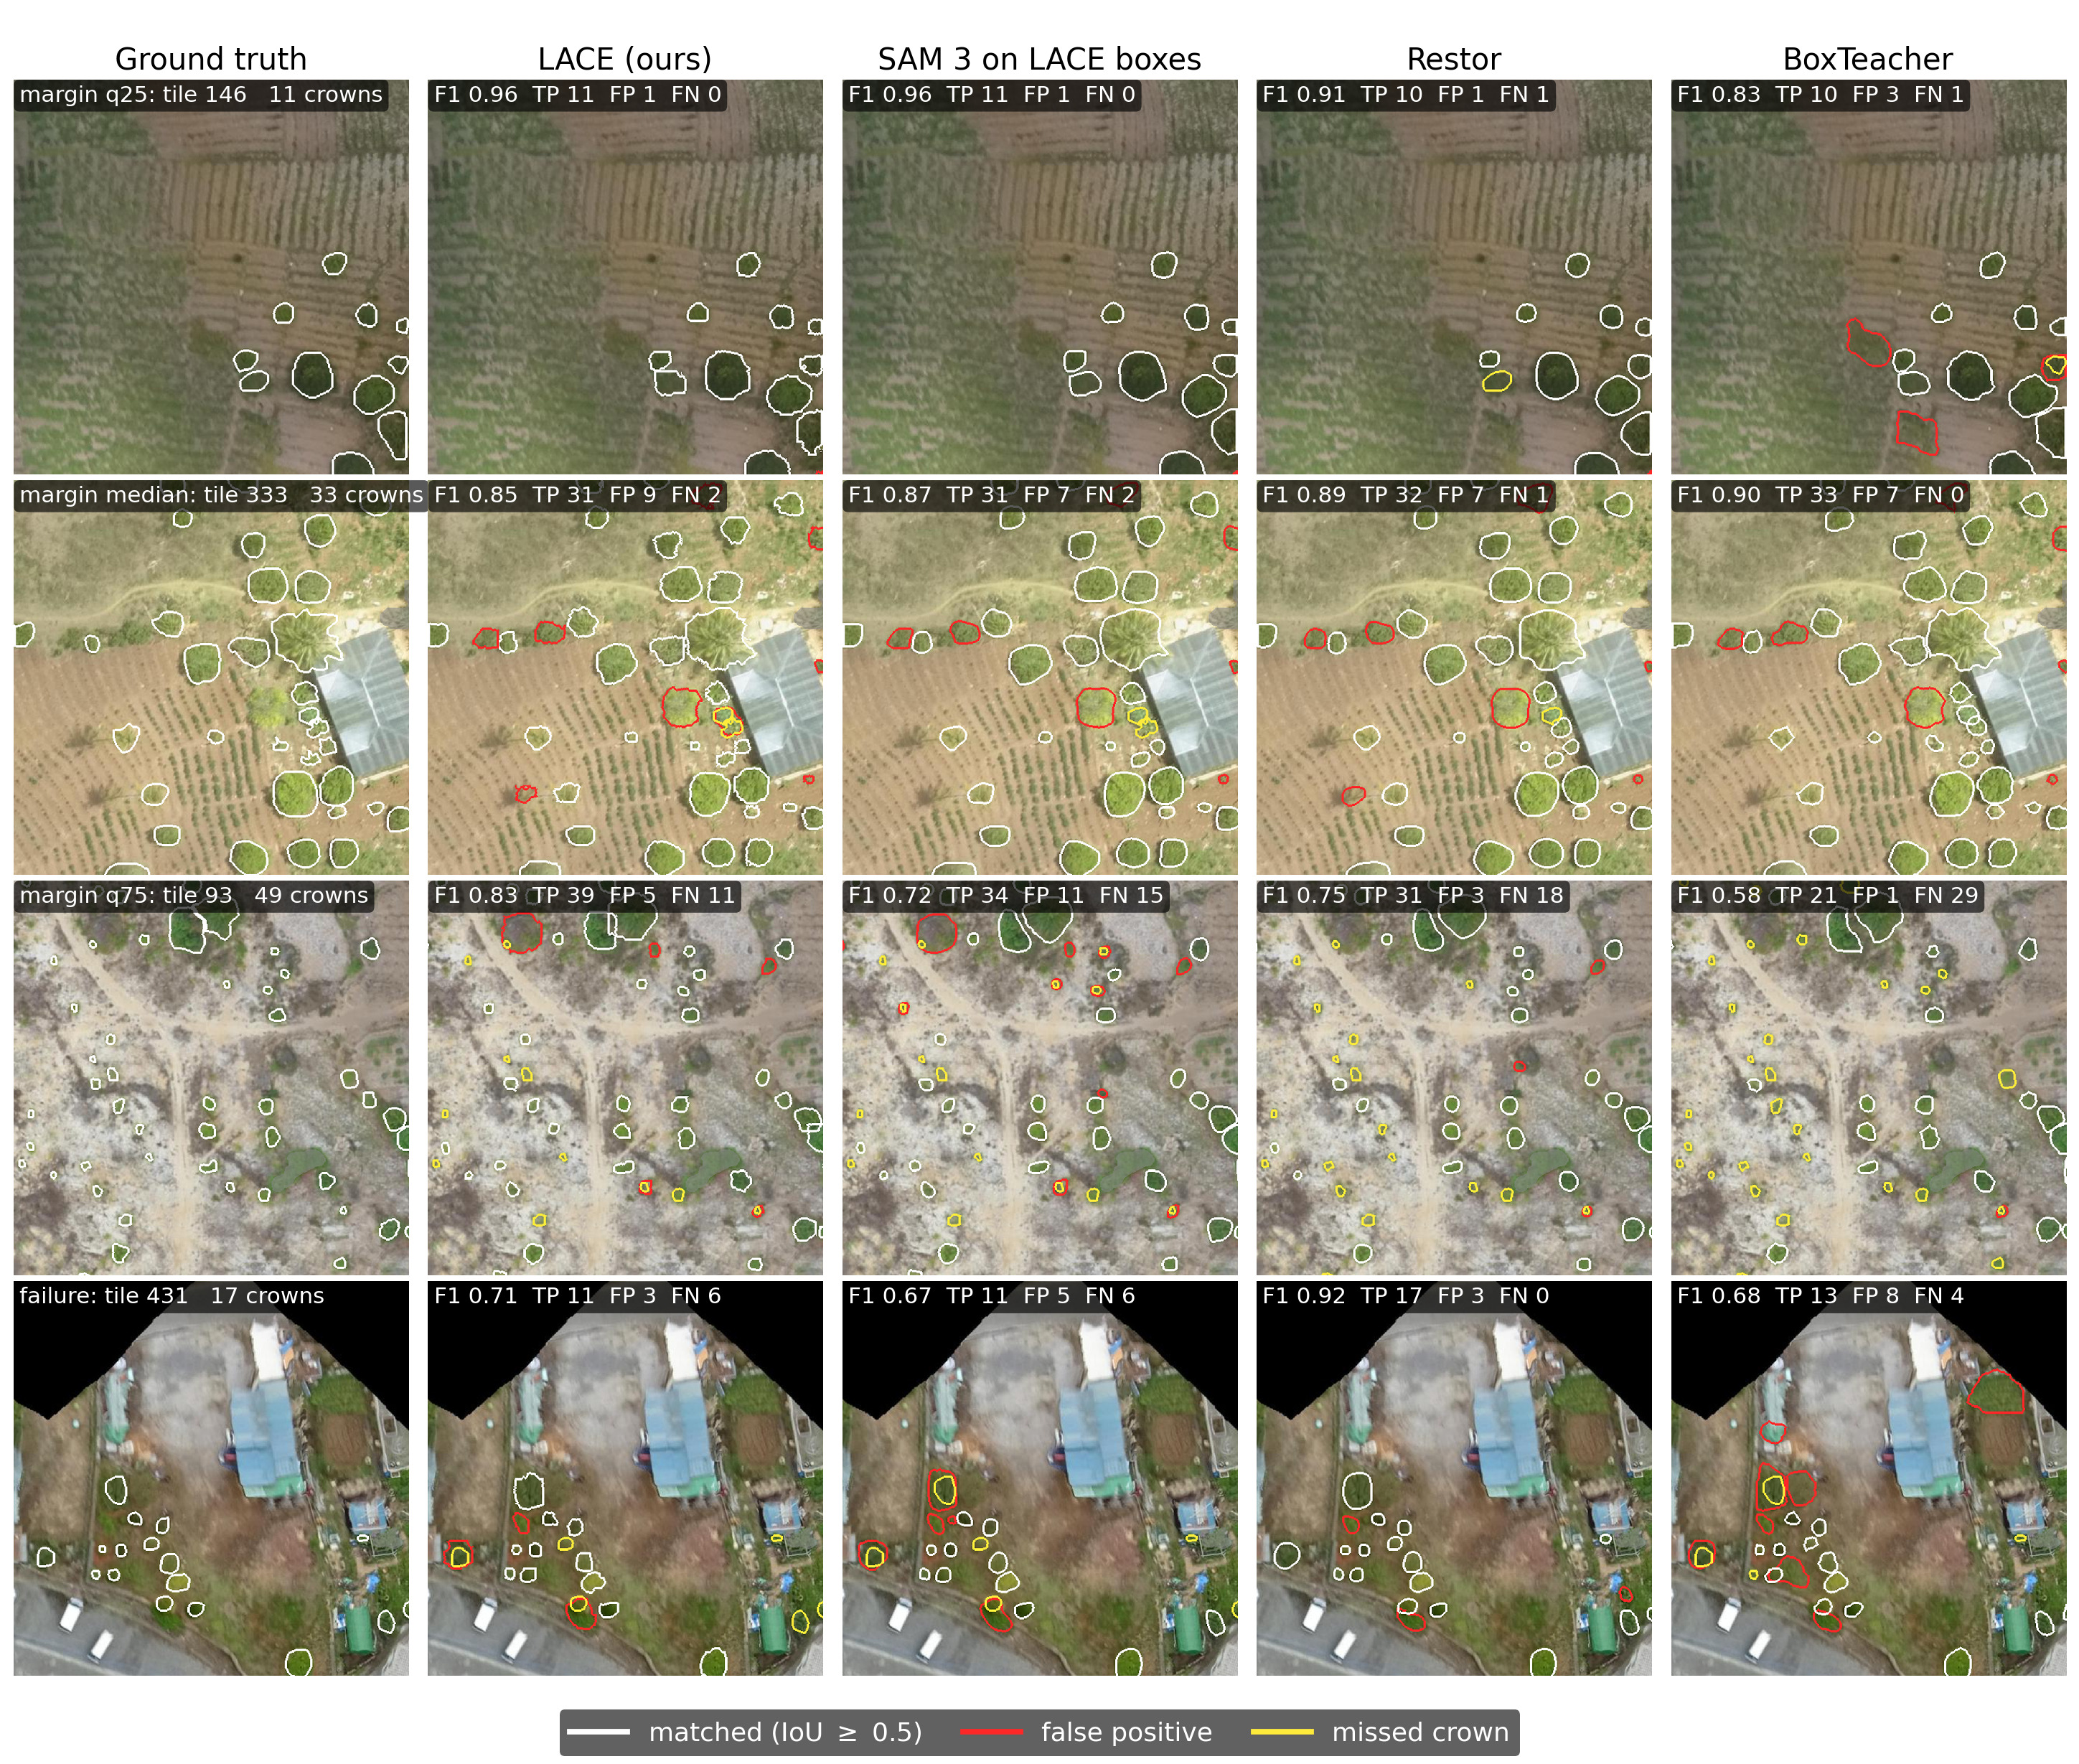 Ground truth
LACE (ours)
SAM 3 on LACE boxes
Restor
BoxTeacher
margin q25: tile 146 11 crowns
F1 0.96 TP 11 FP 1 FN 0
F1 0.96 TP 11 FP 1 FN 0
F1 0.91 TP 10 FP 1 FN 1
F1 0.83 TP 10 FP 3 FN 1
margin median: tile 333 33 crowns
F1 0.85 TP 31 FP 9 FN 2
F1 0.87 TP 31 FP 7 FN 2
F1 0.89 TP 32 FP 7 FN 1
F1 0.90 TP 33 FP 7 FN 0
margin q75: tile 93 49 crowns
F1 0.83 TP 39 FP 5 FN 11
F1 0.72 TP 34 FP 11 FN 15
F1 0.75 TP 31 FP 3 FN 18
F1 0.58 TP 21 FP 1 FN 29
failure: tile 431 17 crowns
F1 0.71 TP 11 FP 3 FN 6
F1 0.67 TP 11 FP 5 FN 6
F1 0.92 TP 17 FP 3 FN 0
F1 0.68 TP 13 FP 8 FN 4
matched (IoU ≥ 0.5)
false positive
missed crown